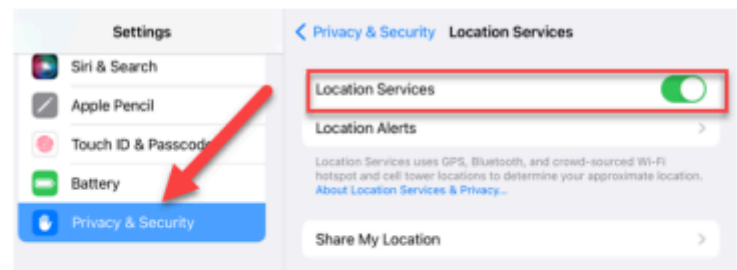 Settings
Siri & Search
Apple Pencil
Touch ID & Passcode
Battery
Privacy & Security
Privacy & Security Location Services
Location Services
Location Alerts
Location Services uses GPS, Bluetooth, and crowd-sourced Wi-Fi
hotspot and cell tower locations to determine your approximate location.
About Location Services & Privacy...
Share My Location